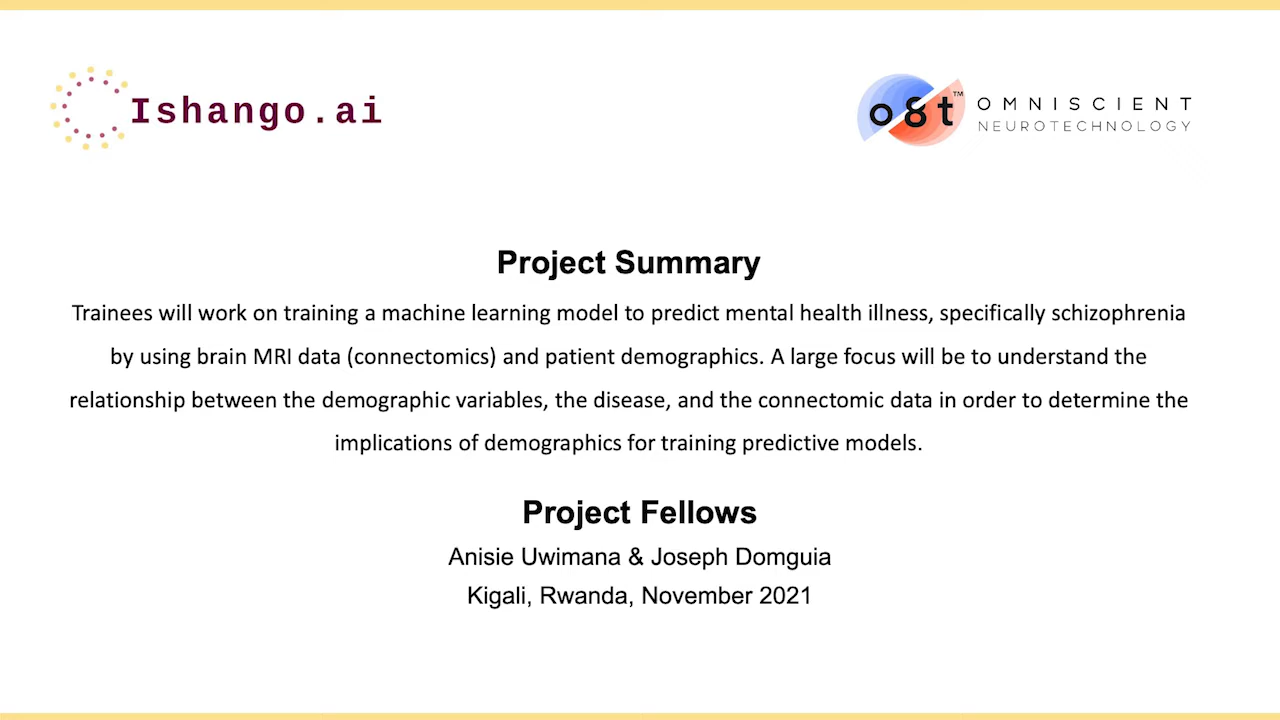 Ishango.ai
o8t™ OMNISCIENT
NEUROTECHNOLOGY
Project Summary
Trainees will work on training a machine learning model to predict mental health illness, specifically schizophrenia
by using brain MRI data (connectomics) and patient demographics. A large focus will be to understand the
relationship between the demographic variables, the disease, and the connectomic data in order to determine the
implications of demographics for training predictive models.
Project Fellows
Anisie Uwimana & Joseph Domguia
Kigali, Rwanda, November 2021